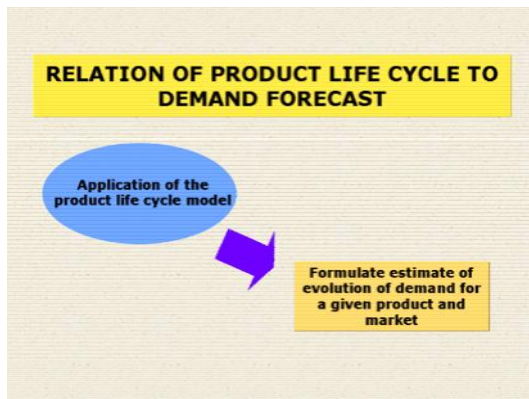 RELATION OF PRODUCT LIFE CYCLE TO
DEMAND FORECAST
Application of the
product life cycle model
Formulate estimate of
evolution of demand for
a given product and
market